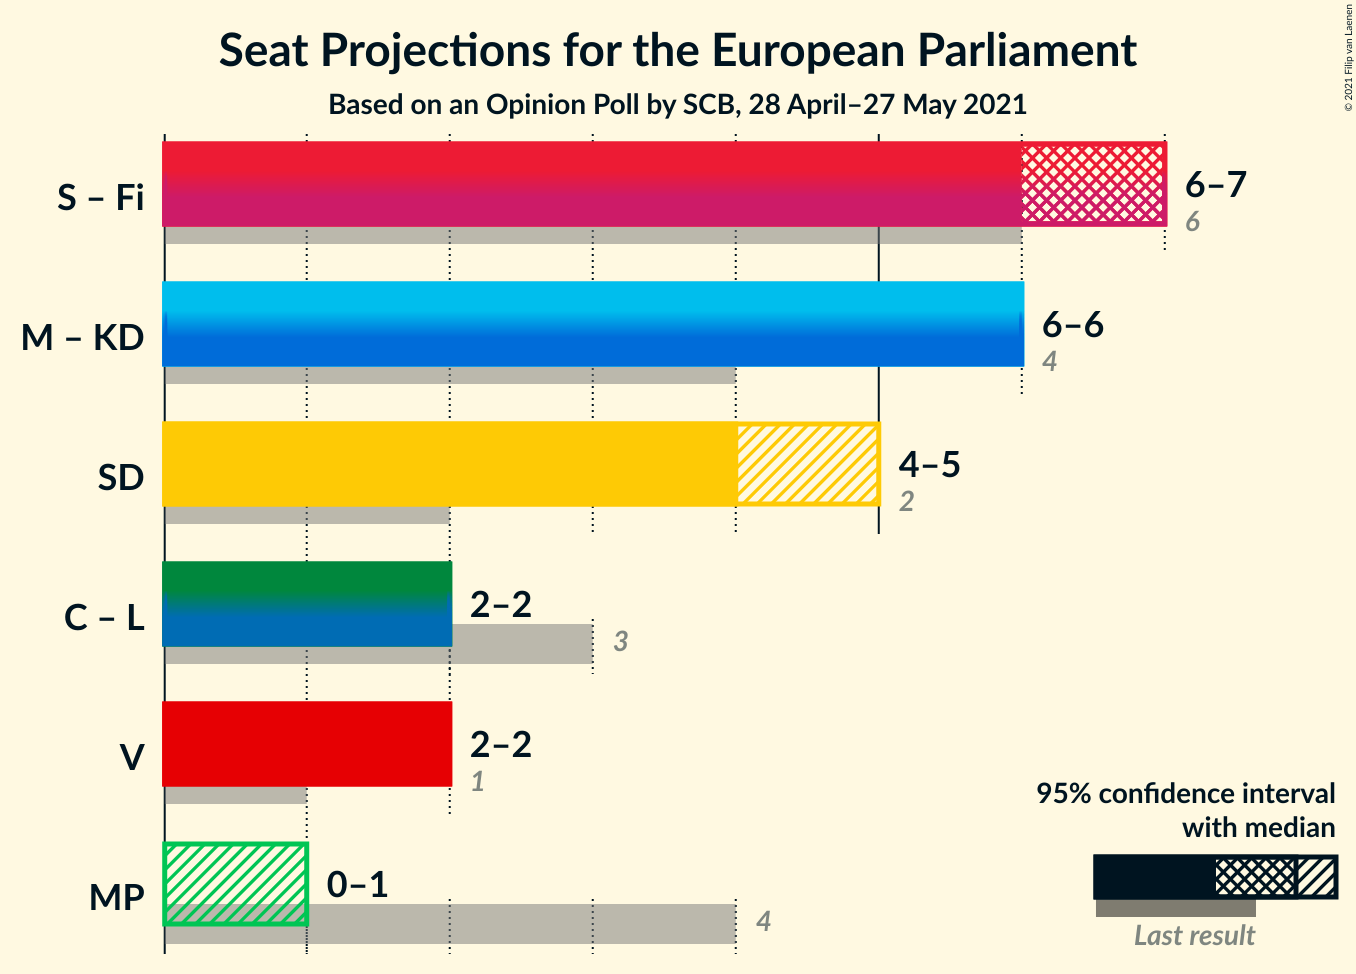 Seat Projections for the European Parliament
Based on an Opinion Poll by SCB, 28 April–27 May 2021
© 2021 Filip van Laenen
S – Fi
6–7
6
M – KD
6–6
4
SD
4–5
2
C – L
2–2
3
V
2–2
1
MP
0–1
4
95% confidence interval
with median
Last result